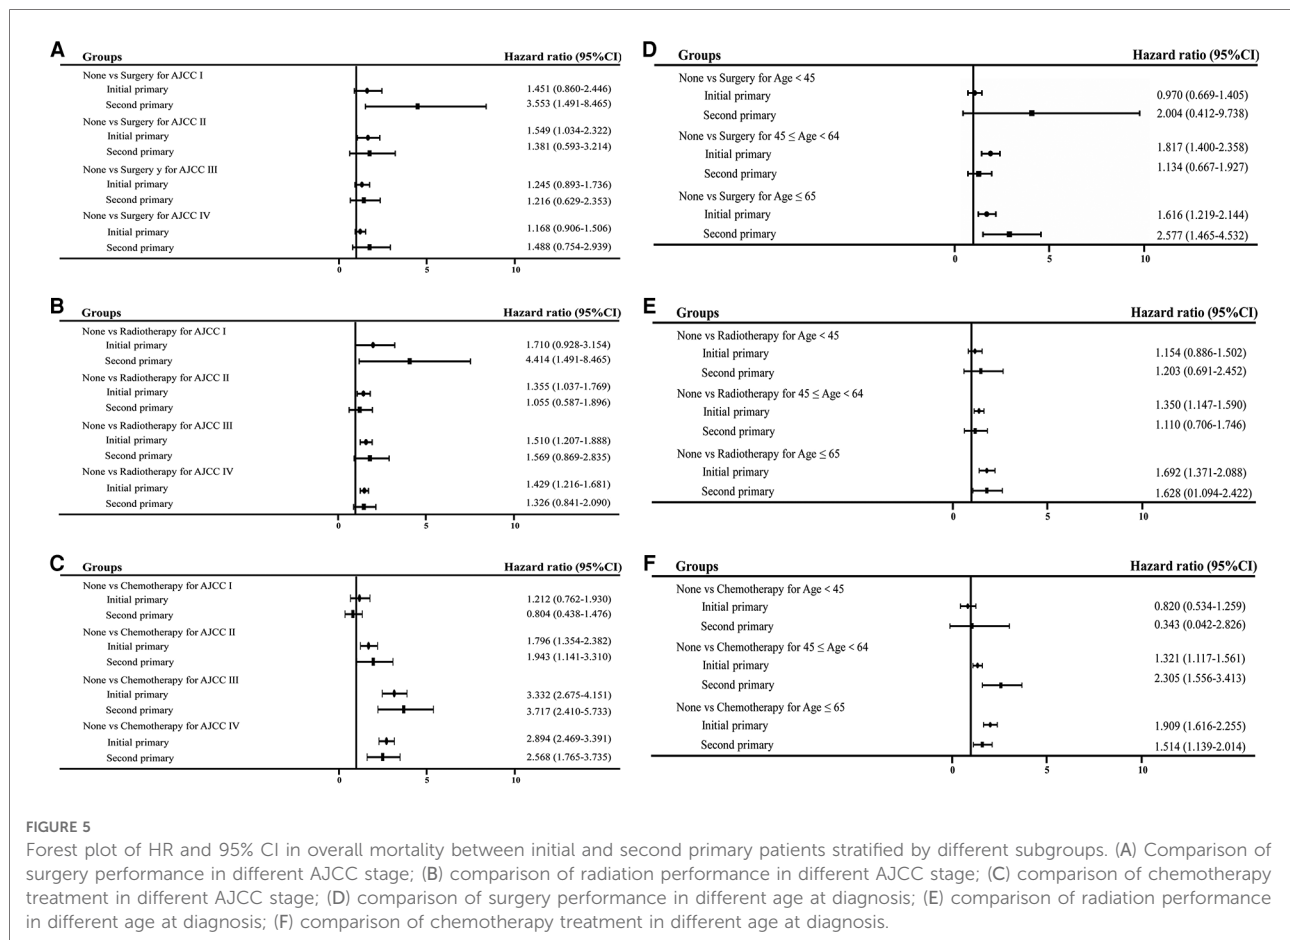 A
Groups Hazard ratio (95%CI)
None vs Surgery for AJCC I
Initial primary 1.451 (0.860-2.446)
Second primary 3.553 (1.491-8.465)
None vs Surgery for AJCC II
Initial primary 1.549 (1.034-2.322)
Second primary 1.381 (0.593-3.214)
None vs Surgery y for AJCC III
Initial primary 1.245 (0.893-1.736)
Second primary 1.216 (0.629-2.353)
None vs Surgery for AJCC IV
Initial primary 1.168 (0.906-1.506)
Second primary 1.488 (0.754-2.939)
0 5 10
B
Groups Hazard ratio (95%CI)
None vs Radiotherapy for AJCC I
Initial primary 1.710 (0.928-3.154)
Second primary 4.414 (1.491-8.465)
None vs Radiotherapy for AJCC II
Initial primary 1.355 (1.037-1.769)
Second primary 1.055 (0.587-1.896)
None vs Radiotherapy for AJCC III
Initial primary 1.510 (1.207-1.888)
Second primary 1.569 (0.869-2.835)
None vs Radiotherapy for AJCC IV
Initial primary 1.429 (1.216-1.681)
Second primary 1.326 (0.841-2.090)
0 5 10
C
Groups Hazard ratio (95%CI)
None vs Chemotherapy for AJCC I
Initial primary 1.212 (0.762-1.930)
Second primary 0.804 (0.438-1.476)
None vs Chemotherapy for AJCC II
Initial primary 1.796 (1.354-2.382)
Second primary 1.943 (1.141-3.310)
None vs Chemotherapy for AJCC III
Initial primary 3.332 (2.675-4.151)
Second primary 3.717 (2.410-5.733)
None vs Chemotherapy for AJCC IV
Initial primary 2.894 (2.469-3.391)
Second primary 2.568 (1.765-3.735)
0 5 10
D
Groups Hazard ratio (95%CI)
None vs Surgery for Age < 45
Initial primary 0.970 (0.669-1.405)
Second primary 2.004 (0.412-9.738)
None vs Surgery for 45 ≤ Age < 64
Initial primary 1.817 (1.400-2.358)
Second primary 1.134 (0.667-1.927)
None vs Surgery for Age ≤ 65
Initial primary 1.616 (1.219-2.144)
Second primary 2.577 (1.465-4.532)
0 5 10
E
Groups Hazard ratio (95%CI)
None vs Radiotherapy for Age < 45
Initial primary 1.154 (0.886-1.502)
Second primary 1.203 (0.691-2.452)
None vs Radiotherapy for 45 ≤ Age < 64
Initial primary 1.350 (1.147-1.590)
Second primary 1.110 (0.706-1.746)
None vs Radiotherapy for Age ≤ 65
Initial primary 1.692 (1.371-2.088)
Second primary 1.628 (01.094-2.422)
0 5 10
F
Groups Hazard ratio (95%CI)
None vs Chemotherapy for Age < 45
Initial primary 0.820 (0.534-1.259)
Second primary 0.343 (0.042-2.826)
None vs Chemotherapy for 45 ≤ Age < 64
Initial primary 1.321 (1.117-1.561)
Second primary 2.305 (1.556-3.413)
None vs Chemotherapy for Age ≤ 65
Initial primary 1.909 (1.616-2.255)
Second primary 1.514 (1.139-2.014)
0 5 10
FIGURE 5
Forest plot of HR and 95% CI in overall mortality between initial and second primary patients stratified by different subgroups. (A) Comparison of
surgery performance in different AJCC stage; (B) comparison of radiation performance in different AJCC stage; (C) comparison of chemotherapy
treatment in different AJCC stage; (D) comparison of surgery performance in different age at diagnosis; (E) comparison of radiation performance
in different age at diagnosis; (F) comparison of chemotherapy treatment in different age at diagnosis.